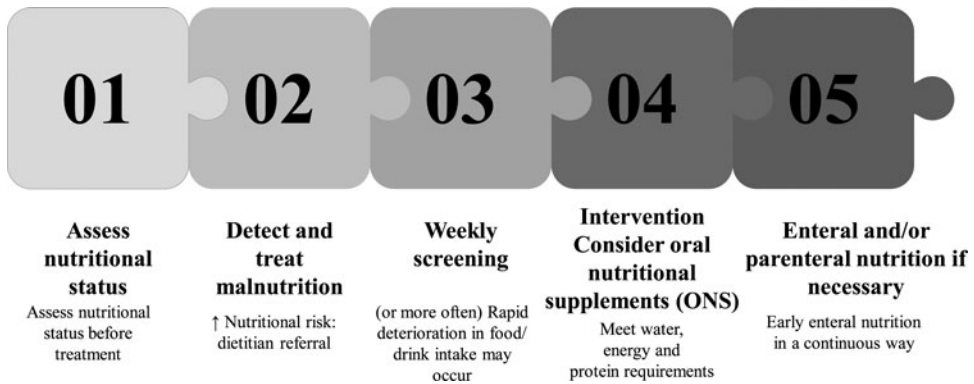 01
02
03
04
05
Assess
nutritional
status
Assess nutritional
status before
treatment
Detect and
treat
malnutrition
↑ Nutritional risk:
dietitian referral
Weekly
screening
(or more often) Rapid
deterioration in food/
drink intake may
occur
Intervention
Consider oral
nutritional
supplements (ONS)
Meet water,
energy and
protein requirements
Enteral and/or
parenteral nutrition if
necessary
Early enteral nutrition
in a continuous way